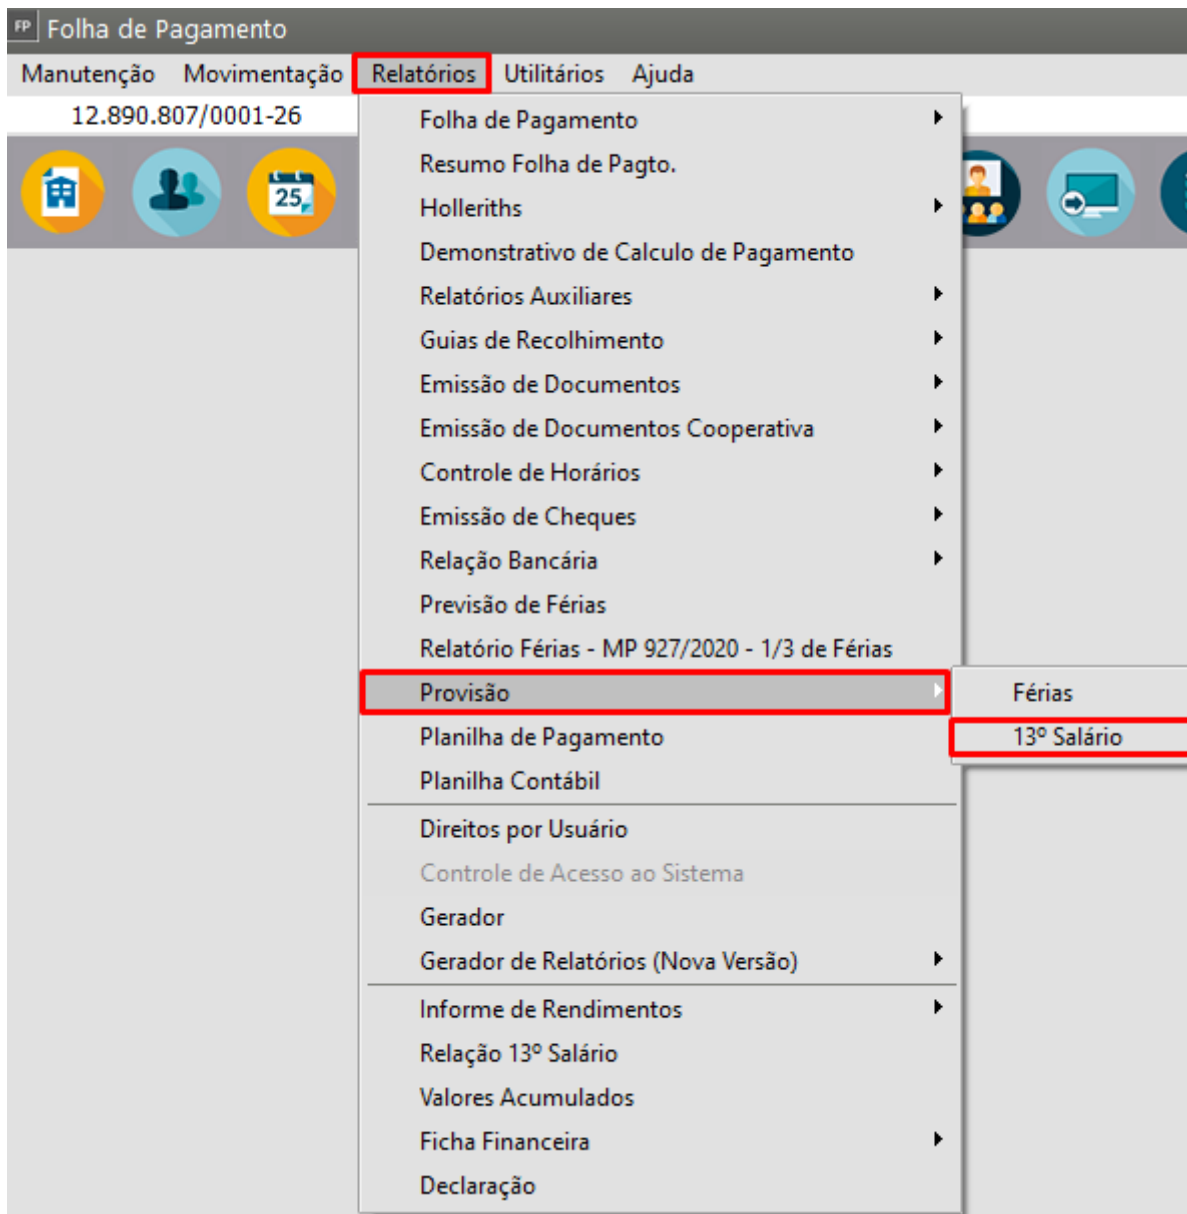 FP Folha de Pagamento
Manutenção Movimentação Relatórios Utilitários Ajuda
12.890.807/0001-26
25
Folha de Pagamento
Resumo Folha de Pagto.
Holleriths
Demonstrativo de Calculo de Pagamento
Relatórios Auxiliares
Guias de Recolhimento
Emissão de Documentos
Emissão de Documentos Cooperativa
Controle de Horários
Emissão de Cheques
Relação Bancária
Previsão de Férias
Relatório Férias - MP 927/2020 - 1/3 de Férias
Provisão
Férias
13º Salário
Planilha de Pagamento
Planilha Contábil
Direitos por Usuário
Controle de Acesso ao Sistema
Gerador
Gerador de Relatórios (Nova Versão)
Informe de Rendimentos
Relação 13º Salário
Valores Acumulados
Ficha Financeira
Declaração